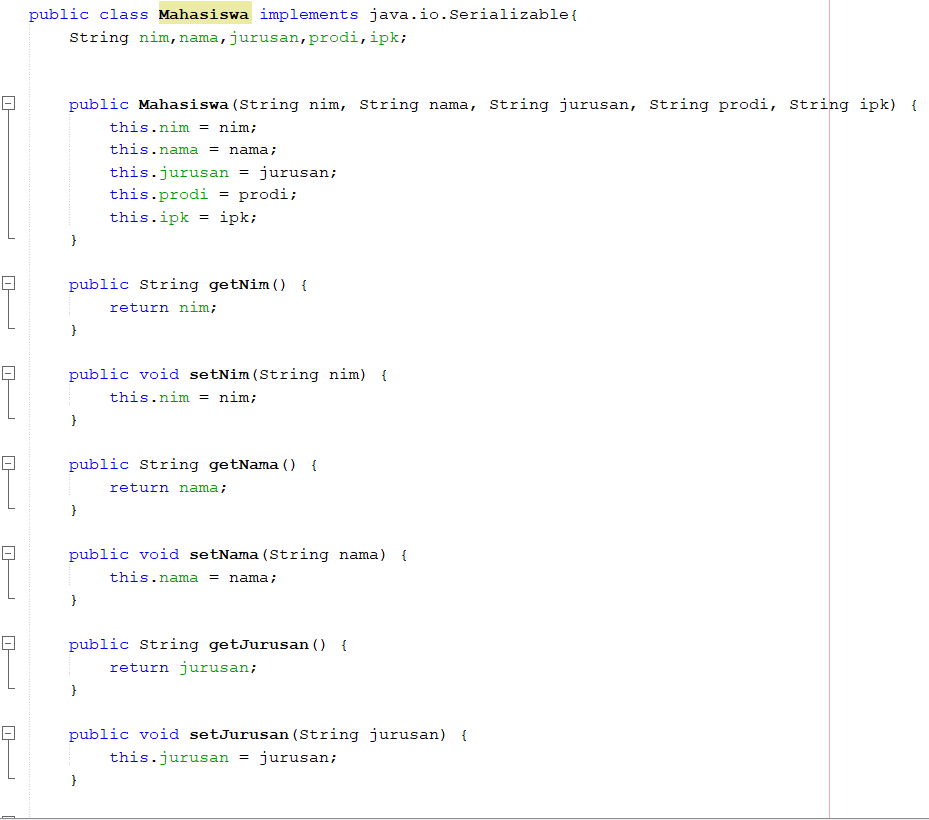 public class Mahasiswa implements java.io.Serializable{
String nim,nama,jurusan,prodi,ipk;
public Mahasiswa(String nim, String nama, String jurusan, String prodi, String ipk) {
this.nim = nim;
this.nama = nama;
this.jurusan = jurusan;
this.prodi = prodi;
this.ipk = ipk;
}
public String getNim() {
return nim;
}
public void setNim(String nim) {
this.nim = nim;
}
public String getNama() {
return nama;
}
public void setNama(String nama) {
this.nama = nama;
}
public String getJurusan() {
return jurusan;
}
public void setJurusan(String jurusan) {
this.jurusan = jurusan;
}